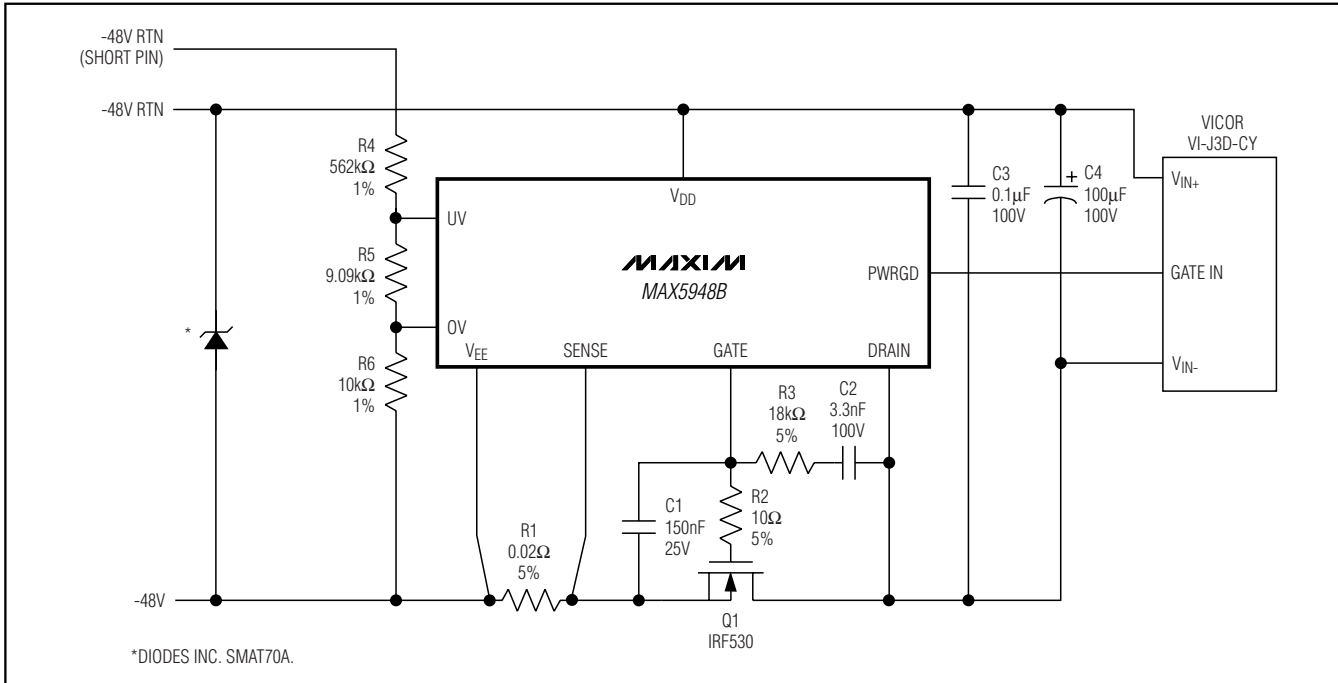 -48V RTN
(SHORT PIN)
-48V RTN
VICOR
VI-J3D-CY
R4
562kΩ
1%
C3
0.1µF
100V
+
C4
100µF
100V
VDD
VIN+
UV
R5
9.09kΩ
1%
MAXIM
MAX5948B
PWRGD
GATE IN
*
OV
R6
10kΩ
1%
VEE
SENSE
GATE
DRAIN
VIN-
R3
18kΩ
5%
C2
3.3nF
100V
C1
150nF
25V
R2
10Ω
5%
R1
0.02Ω
5%
-48V
Q1
IRF530
*DIODES INC. SMAT70A.